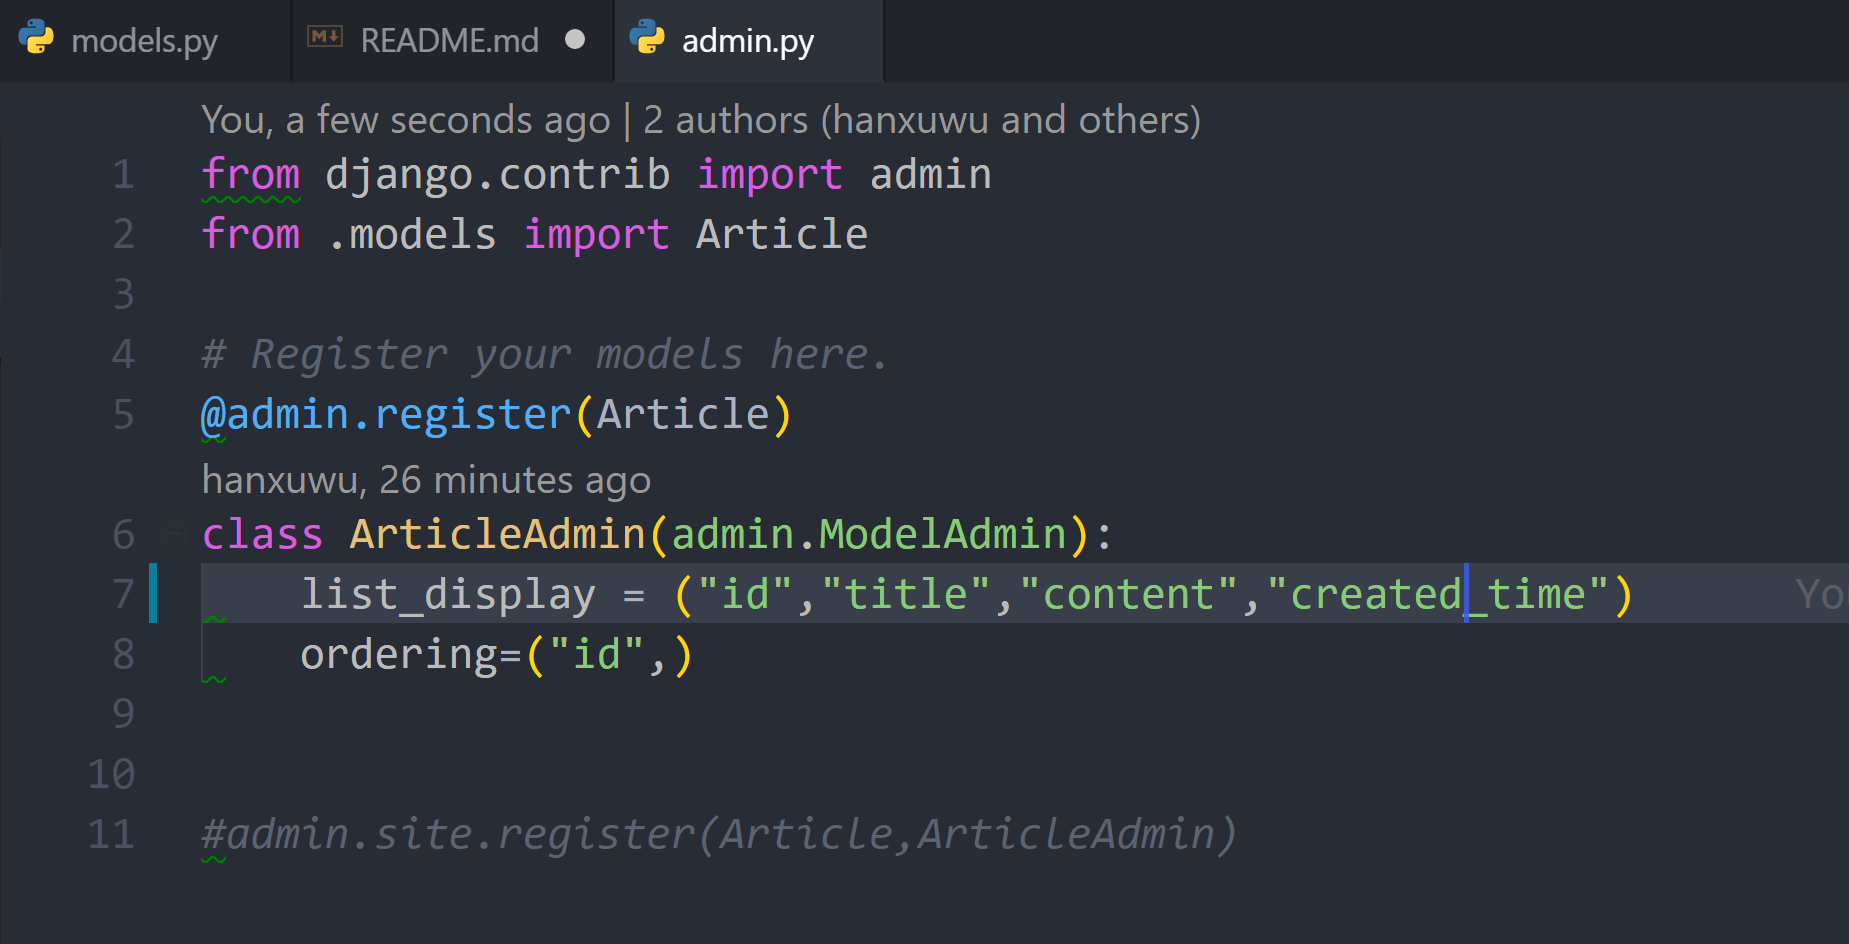 models.py README.md admin.py
You, a few seconds ago | 2 authors (hanxuwu and others)
1 from django.contrib import admin
2 from .models import Article
3
4 # Register your models here.
5 @admin.register(Article)
hanxuwu, 26 minutes ago
6 class ArticleAdmin(admin.ModelAdmin):
7     list_display = ("id","title","content","created_time") Yo
8     ordering=("id",)
9
10
11 #admin.site.register(Article,ArticleAdmin)